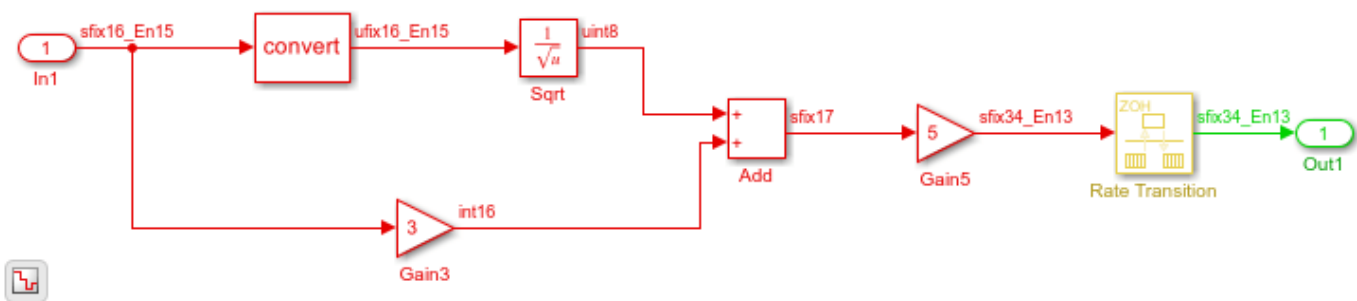 sfix16_En15
ufix16_En15
uint8
1
convert
1
√u
In1
Sqrt
+
+
sfix17
Add
5
sfix34_En13
Gain5
ZOH
sfix34_En13
Rate Transition
1
Out1
3
int16
Gain3